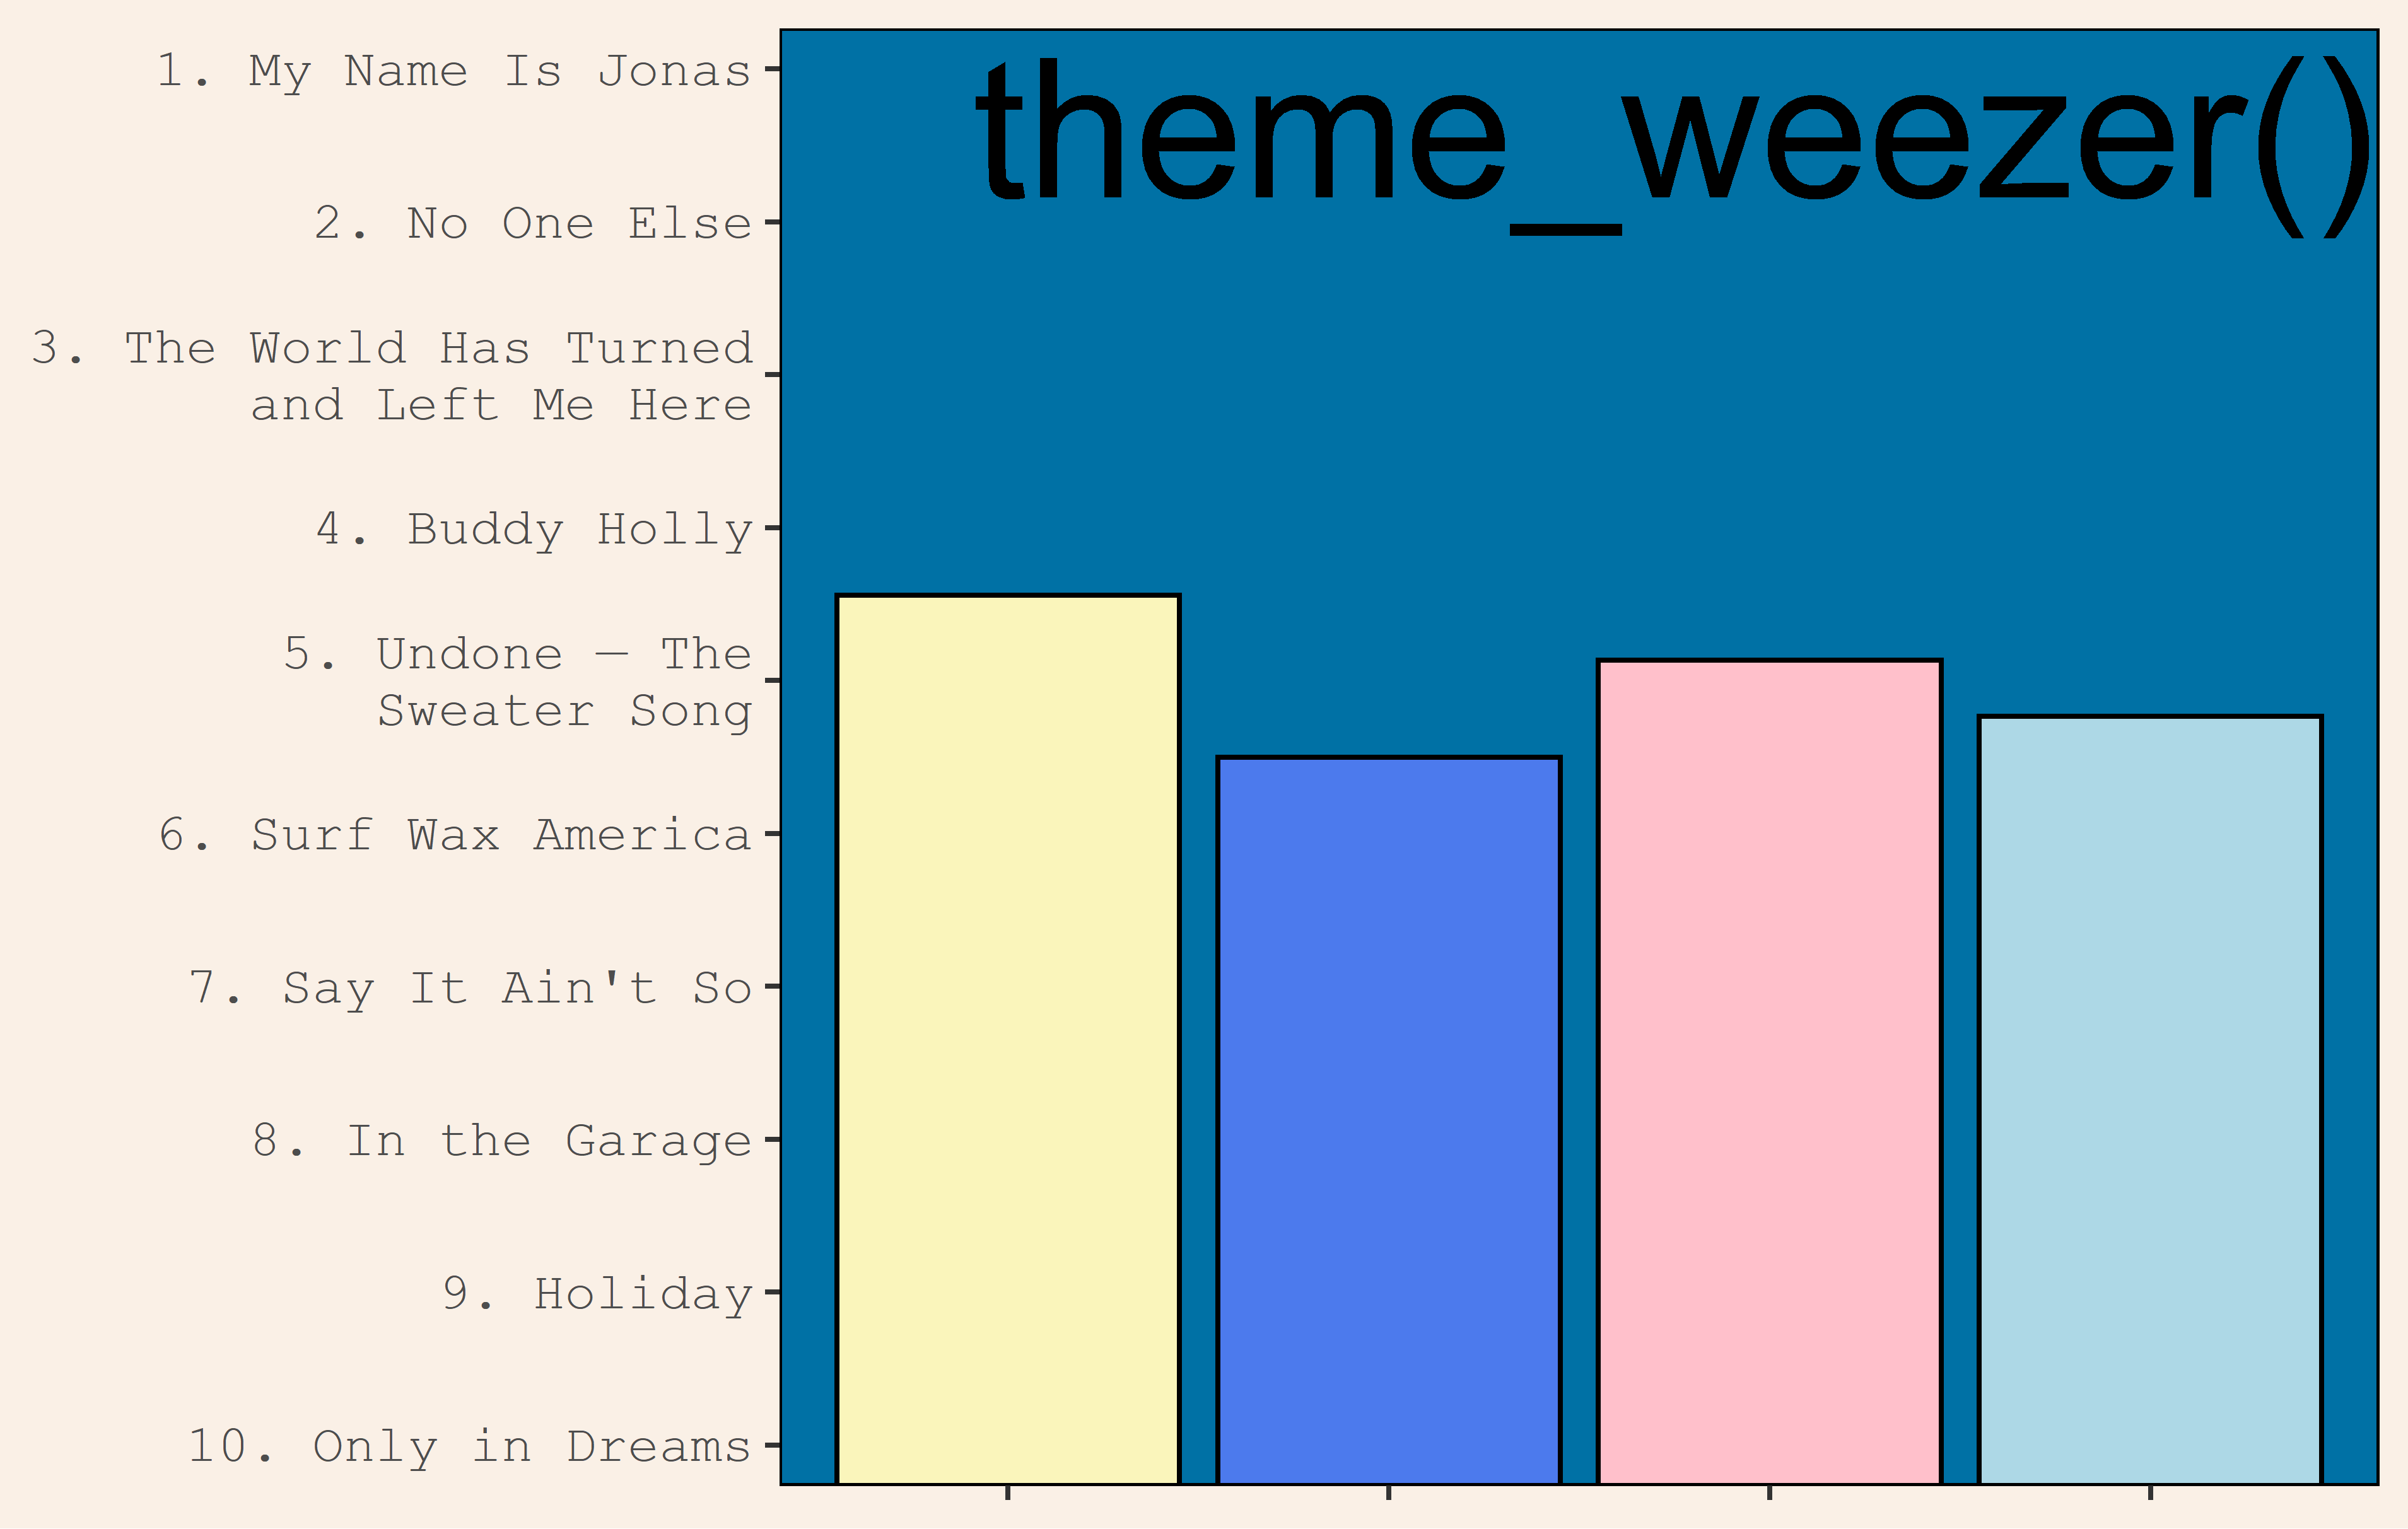 theme_weezer()
1. My Name Is Jonas
2. No One Else
3. The World Has Turned
and Left Me Here
4. Buddy Holly
5. Undone — The
Sweater Song
6. Surf Wax America
7. Say It Ain't So
8. In the Garage
9. Holiday
10. Only in Dreams